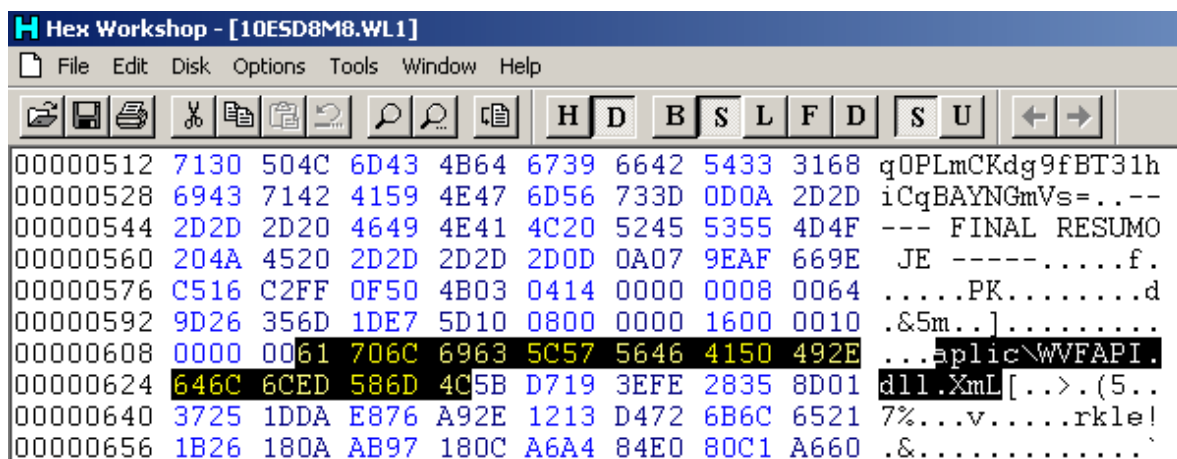 Hex Workshop - [10ESD8M8.WL1]
File Edit Disk Options Tools Window Help
H D B S L F D S U
00000512 7130 504C 6D43 4B64 6739 6642 5433 3168 q0PLmCKdg9fBT31h
00000528 6943 7142 4159 4E47 6D56 733D 0D0A 2D2D iCqBAYNGmVs=..--
00000544 2D2D 2D20 4649 4E41 4C20 5245 5355 4D4F --- FINAL RESUMO
00000560 204A 4520 2D2D 2D2D 2D0D 0A07 9EAF 669E  JE -----.....f.
00000576 C516 C2FF 0F50 4B03 0414 0000 0008 0064 .....PK........d
00000592 9D26 356D 1DE7 5D10 0800 0000 1600 0010 .&5m..].........
00000608 0000 0061 706C 6963 5C57 5646 4150 492E ...aplic\WVFAPI.
00000624 646C 6CED 586D 4C5B D719 3EFE 2835 8D01 dll.XmL[..>.(5..
00000640 3725 1DDA E876 A92E 1213 D472 6B6C 6521 7%...v.....rkle!
00000656 1B26 180A AB97 180C A6A4 84E0 80C1 A660 .&.............`